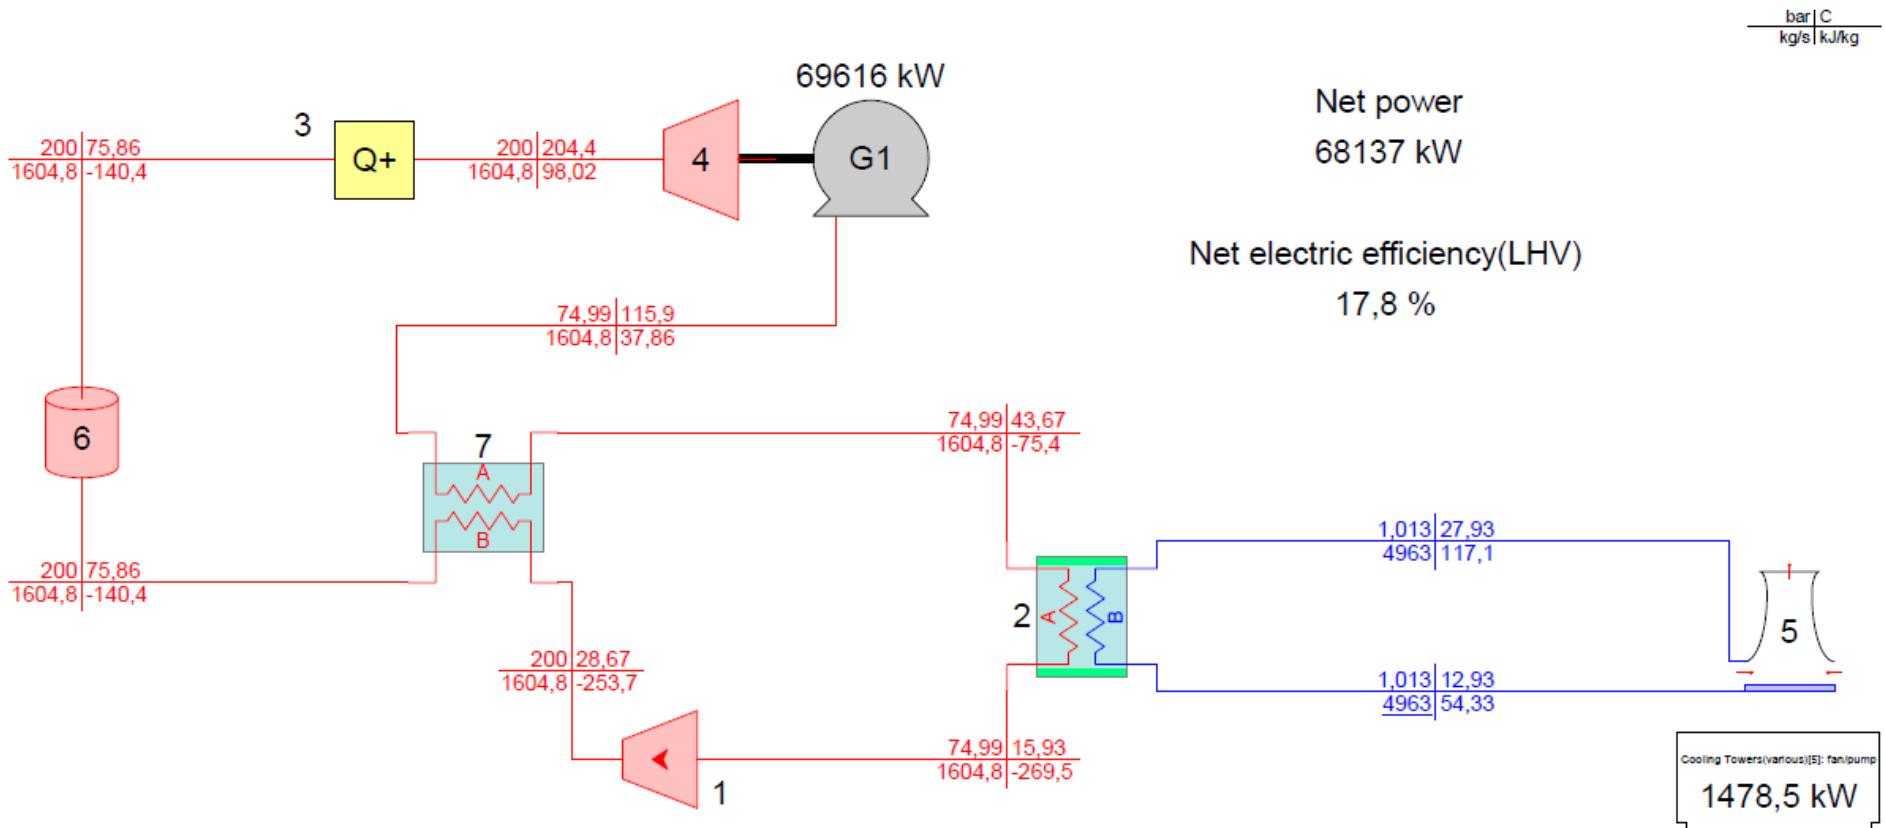 bar C
kg/s kJ/kg
69616 kW
Net power
68137 kW
3
200 75,86
1604,8 -140,4
Q+
200 204,4
1604,8 98,02
4
G1
Net electric efficiency(LHV)
17,8 %
74,99 115,9
1604,8 37,86
6
7
A
B
74,99 43,67
1604,8 -75,4
200 75,86
1604,8 -140,4
1,013 27,93
4963 117,1
2
A
B
5
200 28,67
1604,8 -253,7
1,013 12,93
4963 54,33
74,99 15,93
1604,8 -269,5
1
Cooling Towers(various)[5]: fan/pump
1478,5 kW